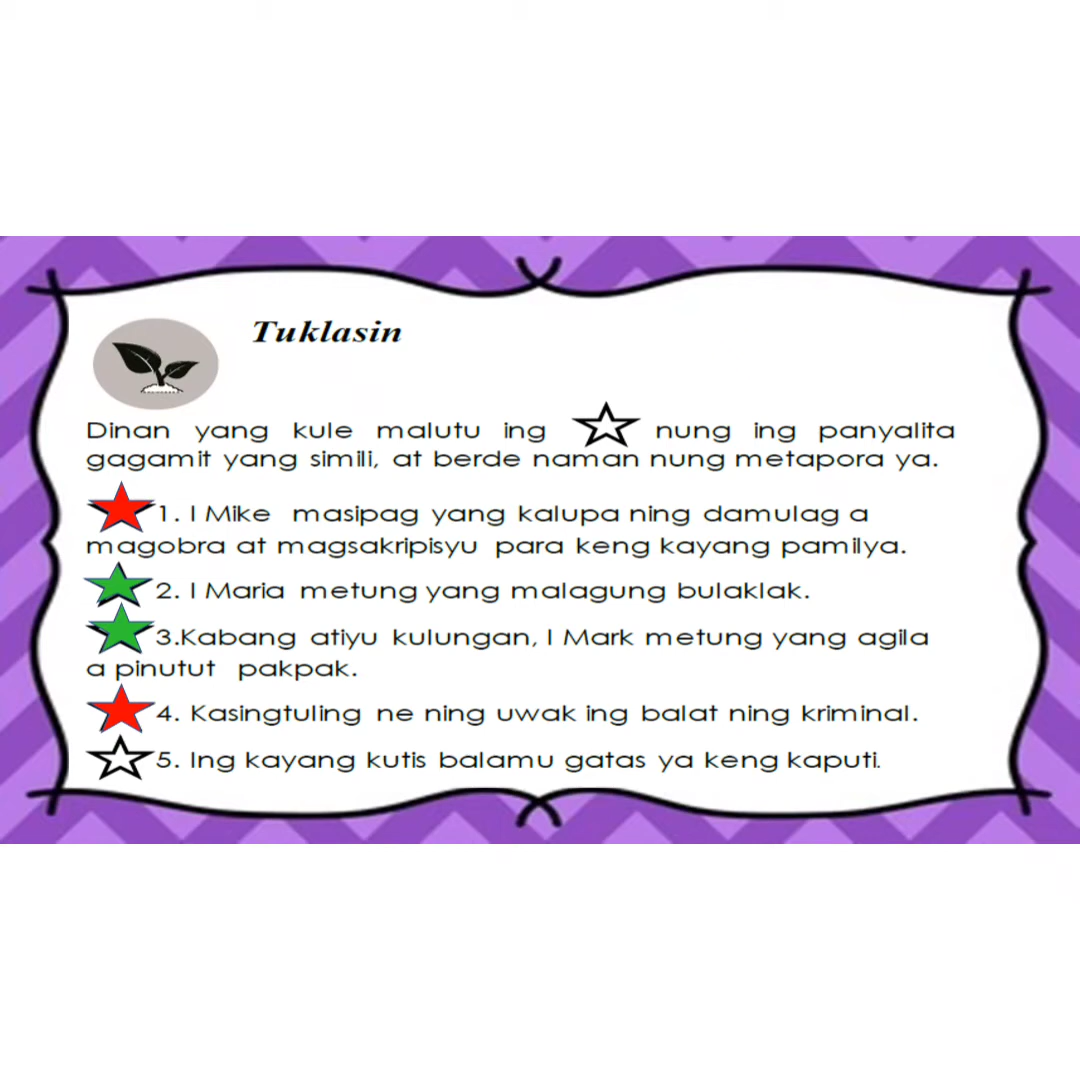 Tuklasin
Dinan yang kule malutu ing nung ing panyalita
gagamit yang simili, at berde naman nung metapora ya.
1. I Mike masipag yang kalupa ning damulag a
magobra at magsakripisyu para keng kayang pamilya.
2. I Maria metung yang malagung bulaklak.
3.Kabang atiyu kulungan, I Mark metung yang agila
a pinutut pakpak.
4. Kasingtuling ne ning uwak ing balat ning kriminal.
5. Ing kayang kutis balamu gatas ya keng kaputi.